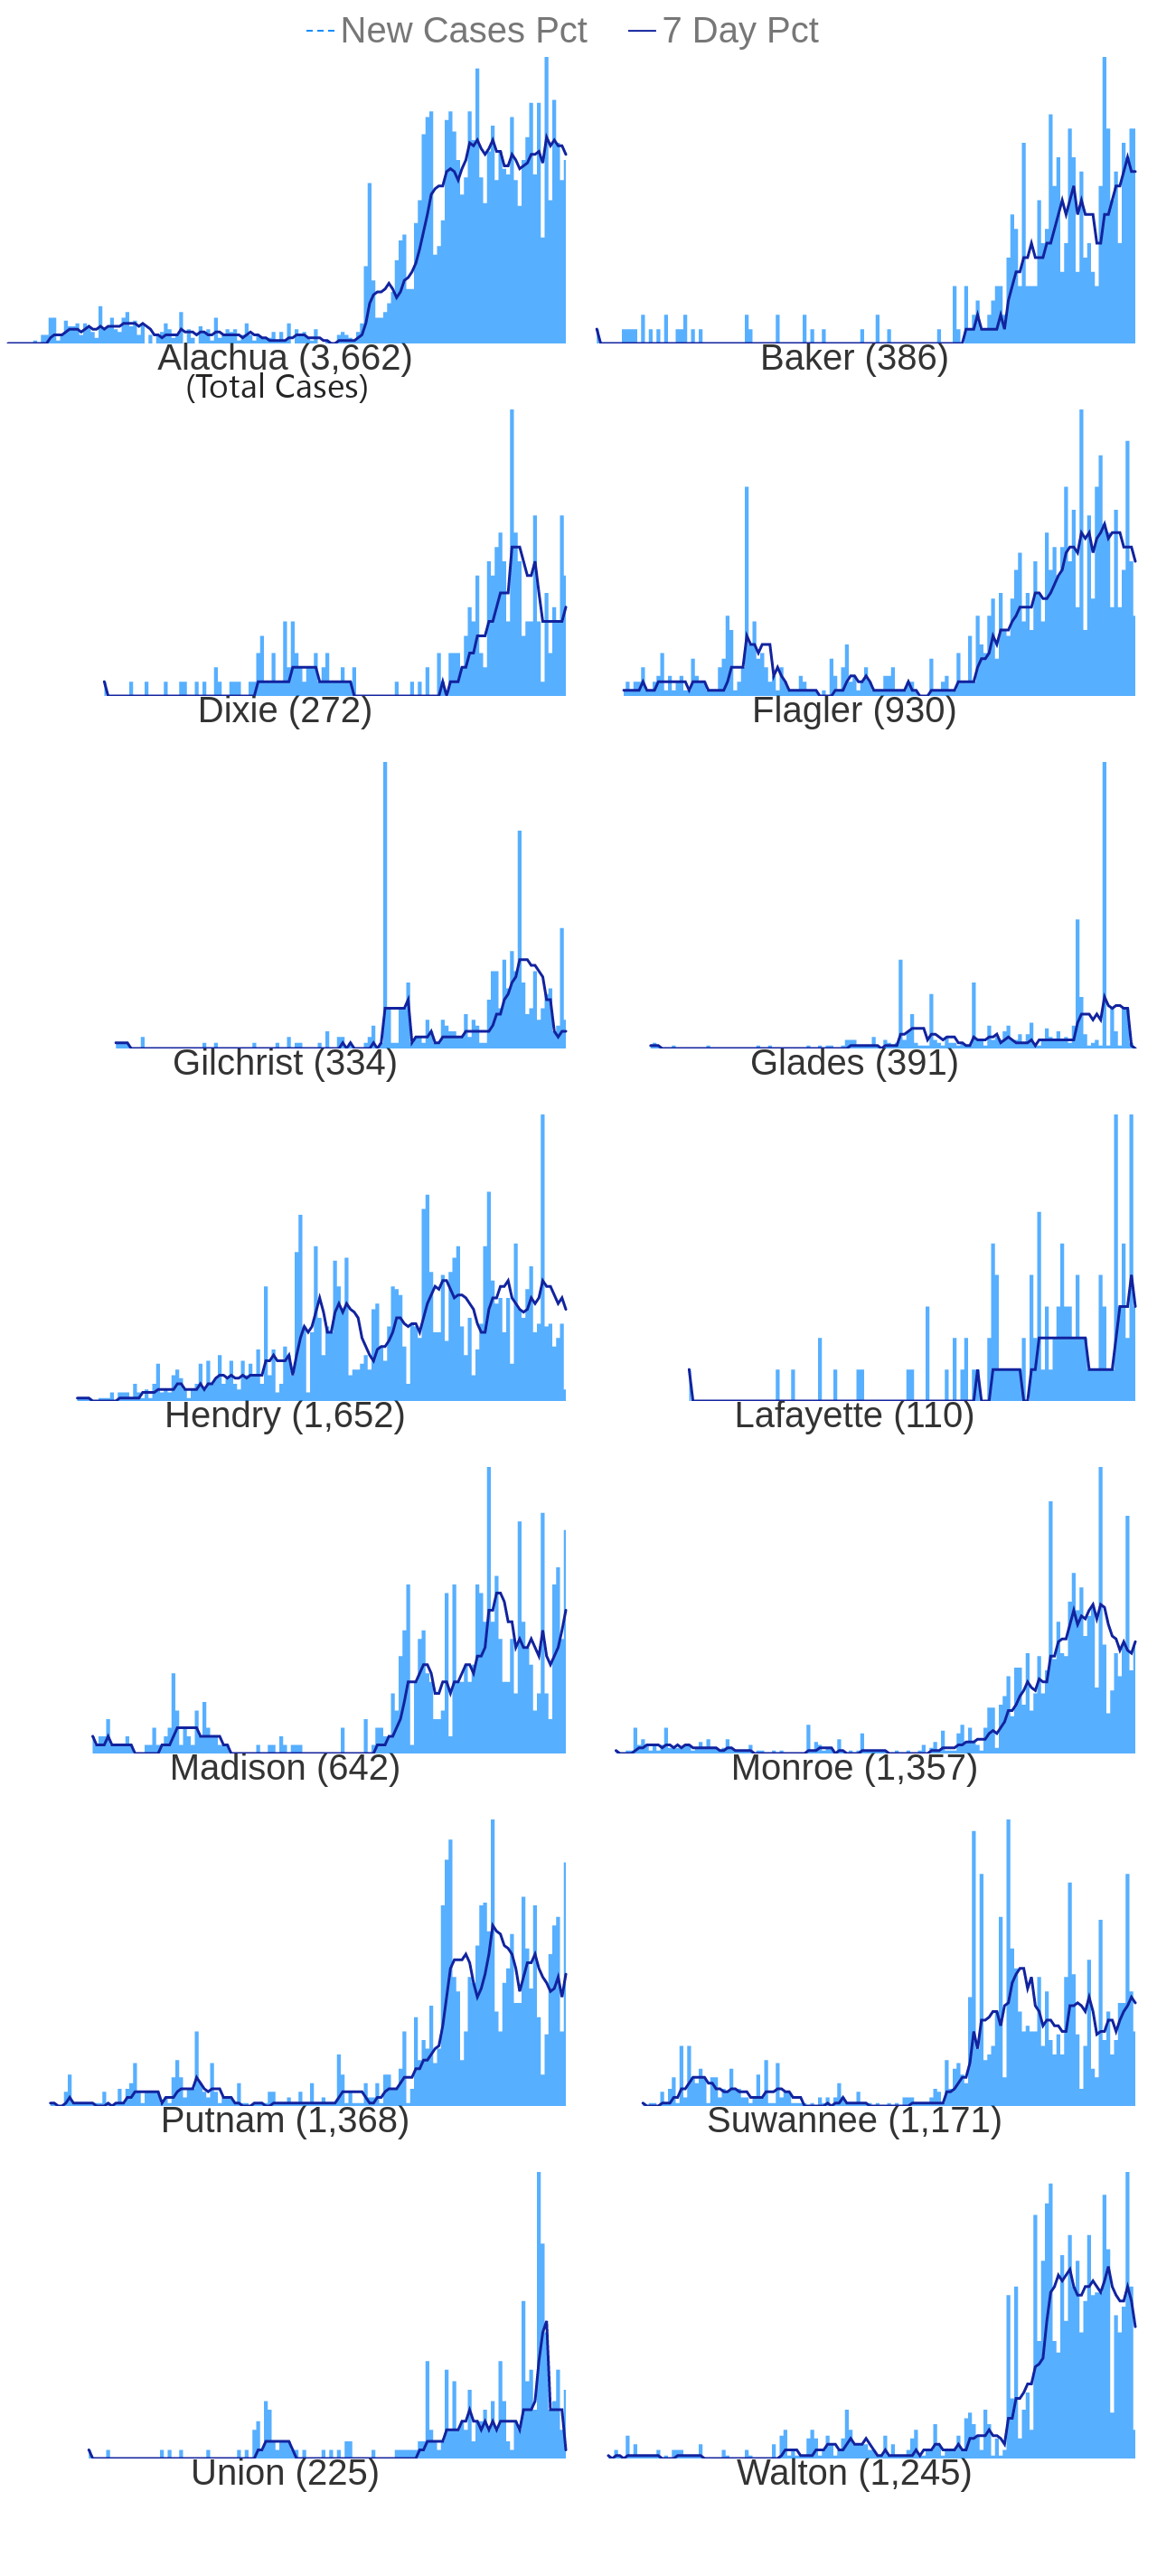 New Cases Pct 7 Day Pct
Alachua (3,662) Baker (386)
(Total Cases)
Dixie (272) Flagler (930)
Gilchrist (334) Glades (391)
Hendry (1,652) Lafayette (110)
Madison (642) Monroe (1,357)
Putnam (1,368) Suwannee (1,171)
Union (225) Walton (1,245)